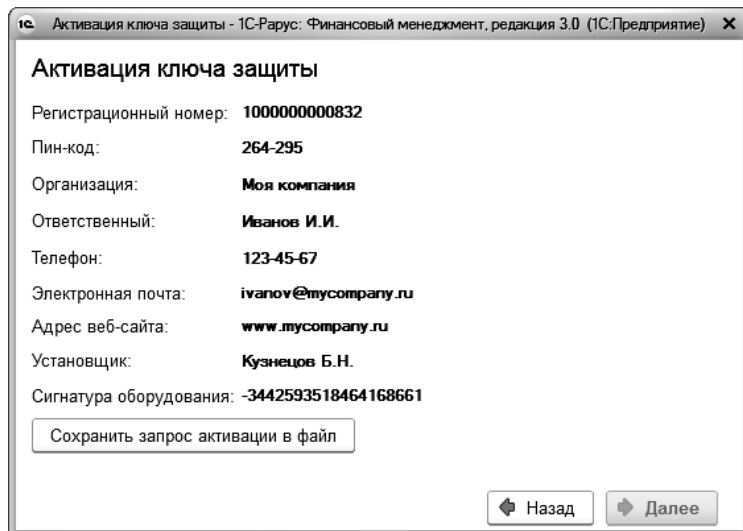 1С Активация ключа защиты - 1С-Рарус: Финансовый менеджмент, редакция 3.0 (1С:Предприятие)
Активация ключа защиты
Регистрационный номер: 1000000000832
Пин-код: 264-295
Организация: Моя компания
Ответственный: Иванов И.И.
Телефон: 123-45-67
Электронная почта: ivanov@mycompany.ru
Адрес веб-сайта: www.mycompany.ru
Установщик: Кузнецов Б.Н.
Сигнатура оборудования: -3442593518464168661
Сохранить запрос активации в файл
Назад Далее